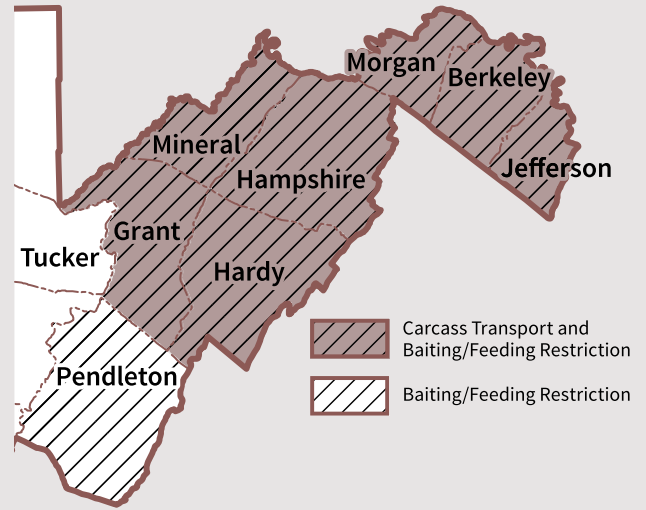 Morgan
Berkeley
Mineral
Jefferson
Hampshire
Grant
Tucker
Hardy
Pendleton
Carcass Transport and
Baiting/Feeding Restriction
Baiting/Feeding Restriction